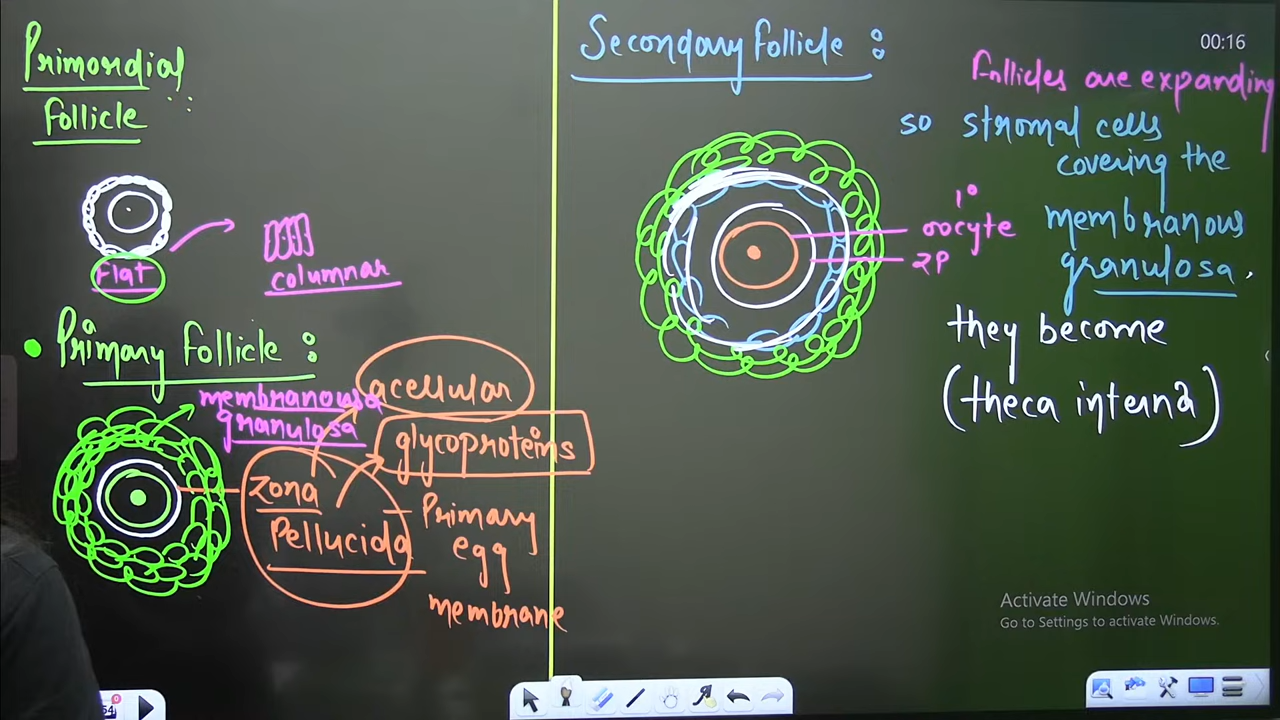 Primordial
follicle
flat
columnar
Primary follicle :
membranous
granulosa
acellular
glycoproteins
Zona
Pellucida
- Primary
egg
membrane
Secondary follicle :
00:16
follicles are expanding
so stromal cells
covering the
membranous
granulosa.
1°
oocyte
ZP
they become
(theca interna)
Activate Windows
Go to Settings to activate Windows.